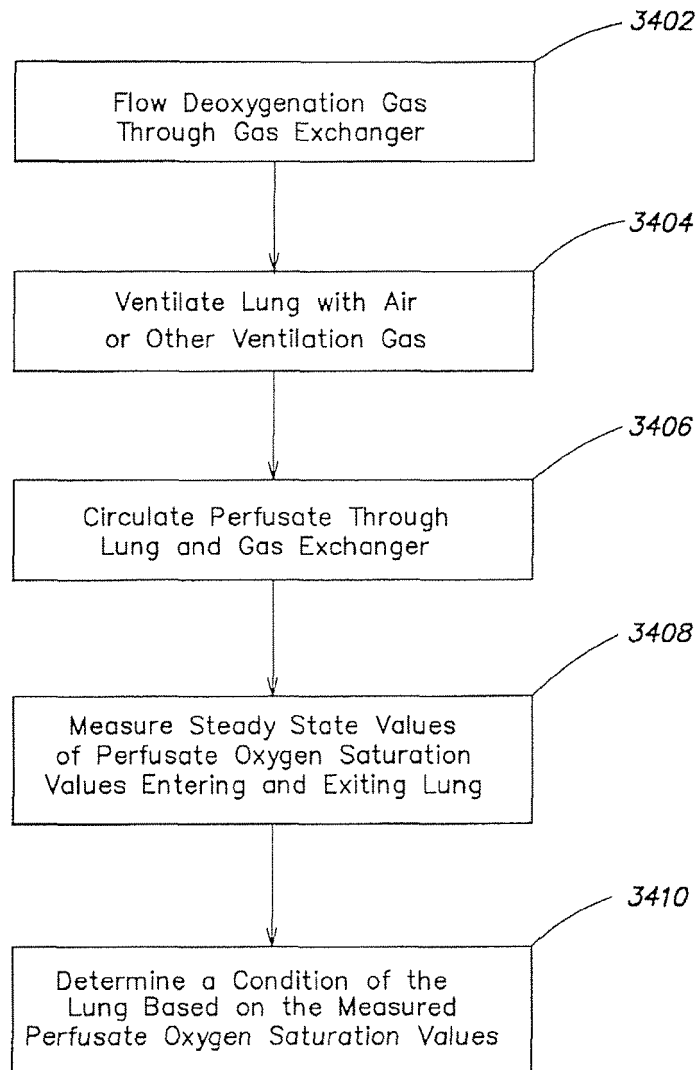 3402
Flow Deoxygenation Gas
Through Gas Exchanger
3404
Ventilate Lung with Air
or Other Ventilation Gas
3406
Circulate Perfusate Through
Lung and Gas Exchanger
3408
Measure Steady State Values
of Perfusate Oxygen Saturation
Values Entering and Exiting Lung
3410
Determine a Condition of the
Lung Based on the Measured
Perfusate Oxygen Saturation Values